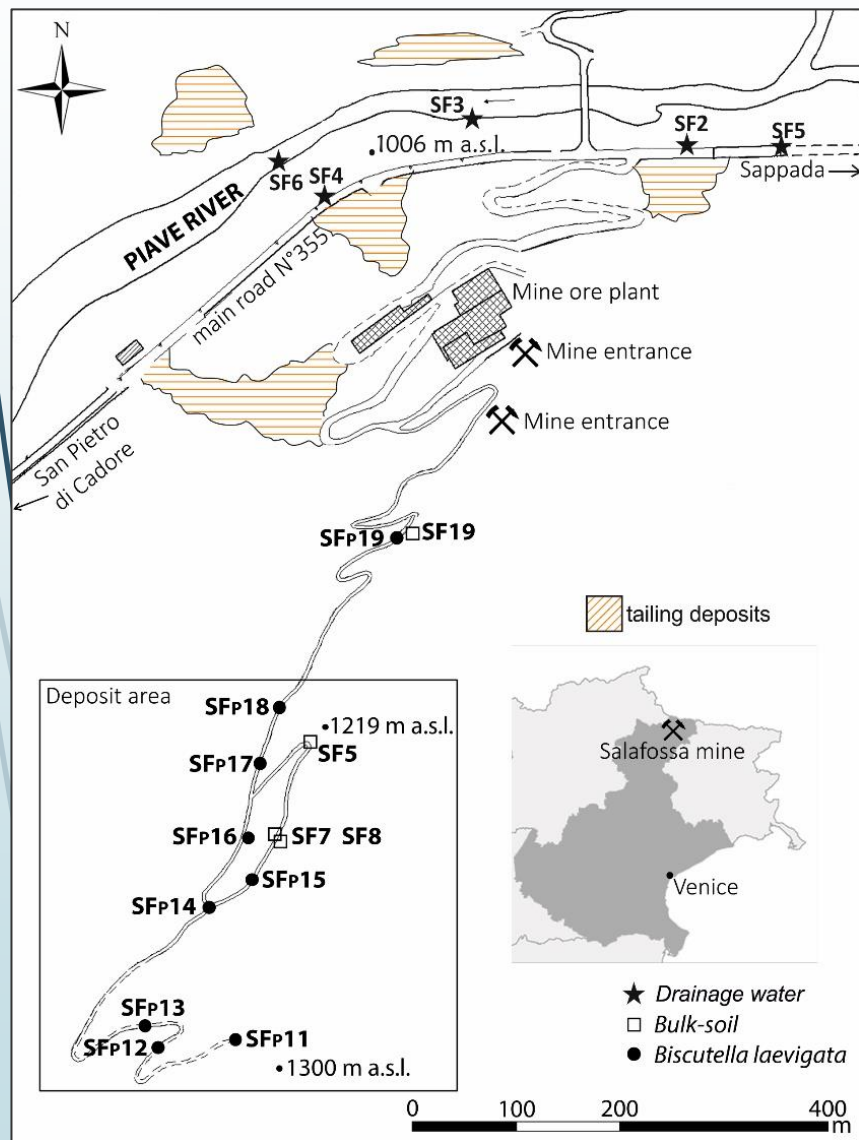 N
SF3
1006 m a.s.l.
SF2
SF5
Sappada
SF6
SF4
PIAVE RIVER
main road N°355
Mine ore plant
Mine entrance
Mine entrance
San Pietro
di Cadore
SFP19
SF19
tailing deposits
Deposit area
SFP18
1219 m a.s.l.
SF5
SFP17
Salafossa mine
SFP16
SF7 SF8
SFP15
Venice
SFP14
SFP13
SFP12
SFP11
1300 m a.s.l.
Drainage water
Bulk-soil
Biscutella laevigata
0 100 200 400
m